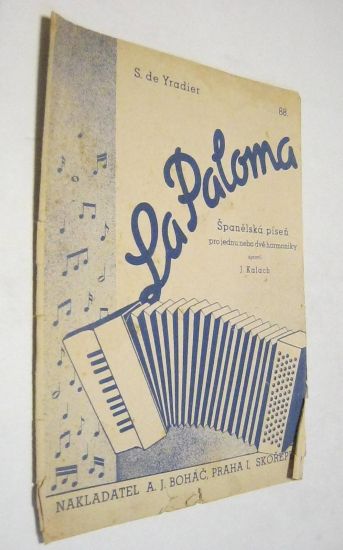 S. de Yradier
88.
La Paloma
Španělská píseň
pro jednu nebo dvě harmoniky
upravil
J. Kalach
NAKLADATEL A. J. BOHÁČ, PRAHA I. SKOŘEP